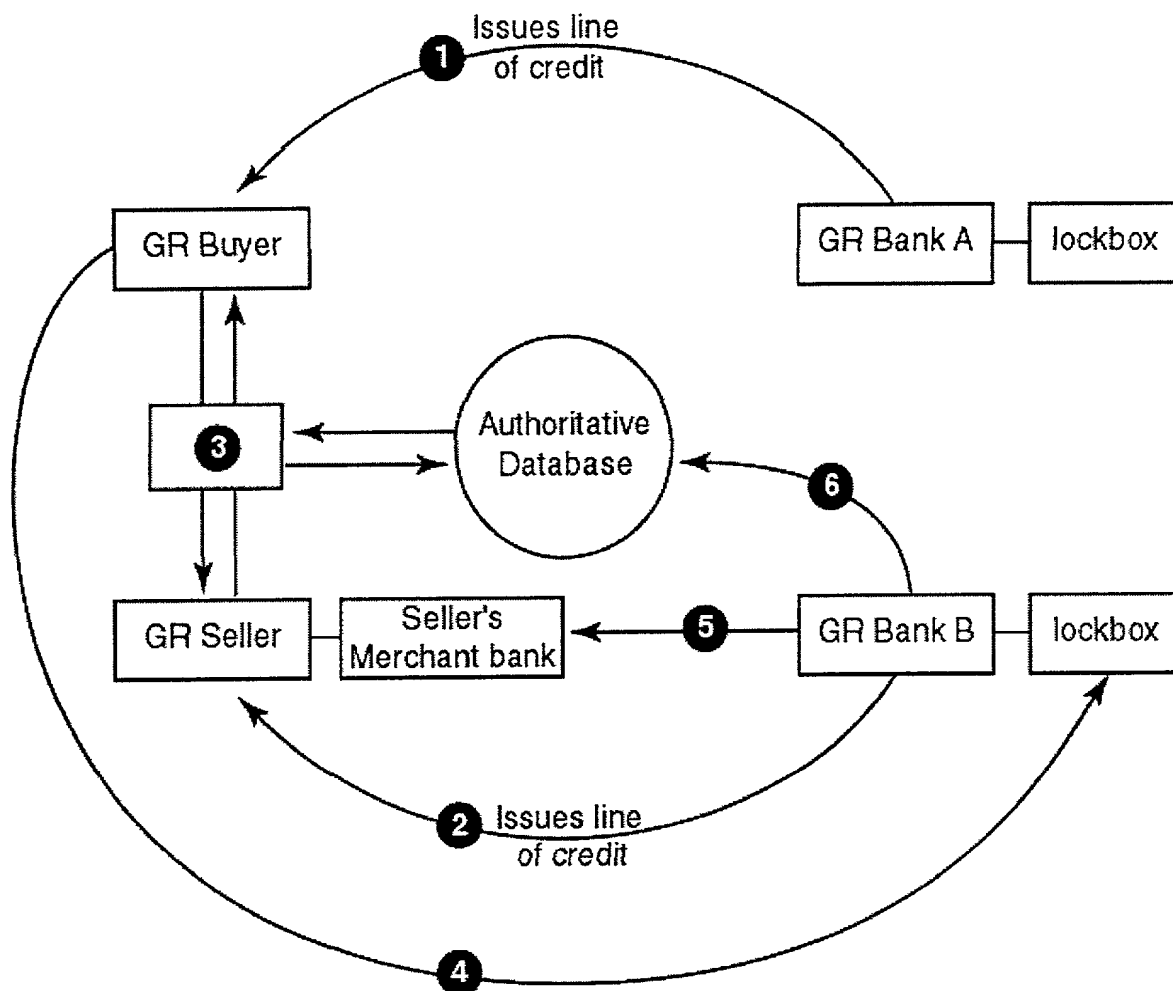 1
Issues line
of credit
GR Buyer
GR Bank A
lockbox
3
Authoritative
Database
6
GR Seller
Seller's
Merchant bank
5
GR Bank B
lockbox
2
Issues line
of credit
4